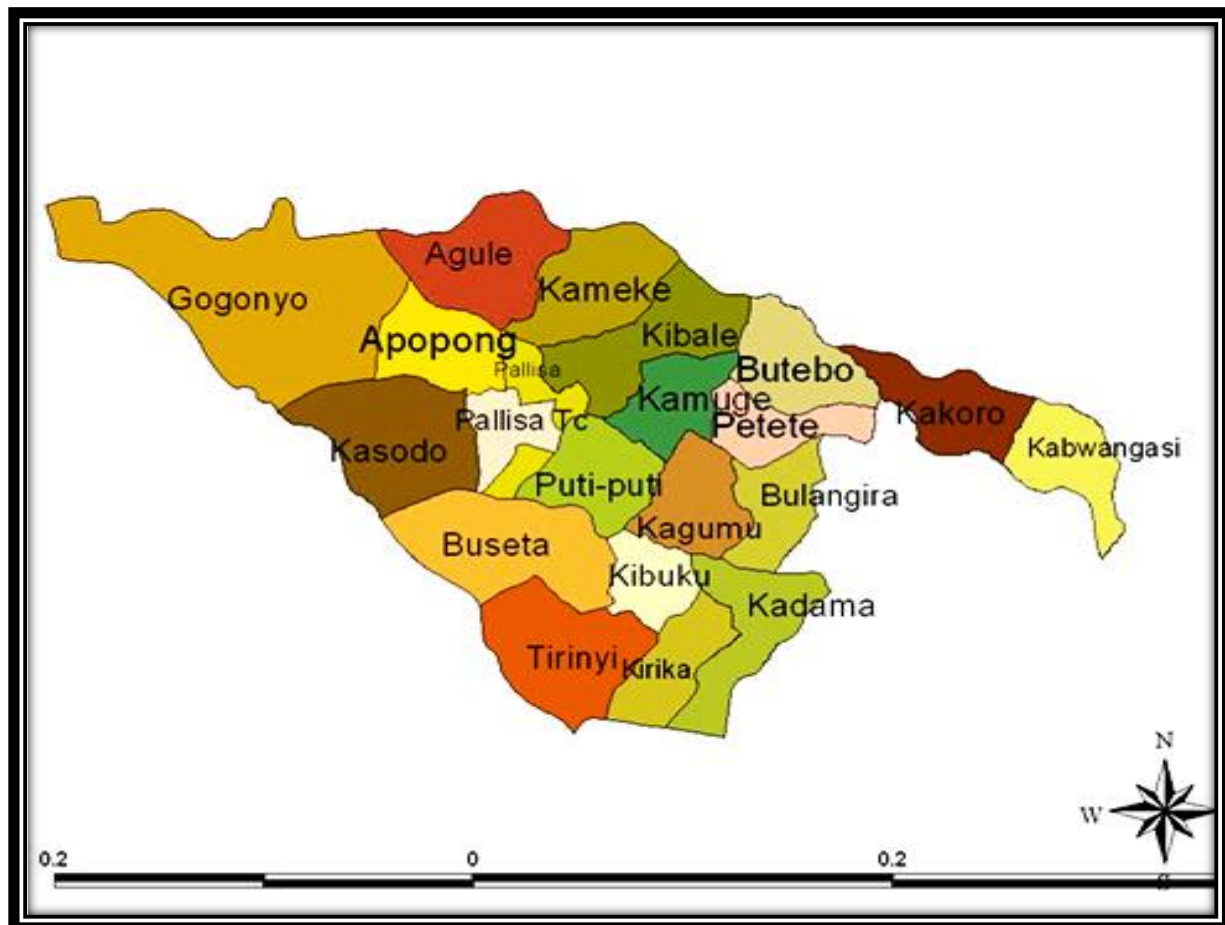 Agule
Gogonyo
Kameke
Apopong
Kibale
Pallisa
Butebo
Kamuge
Pallisa Tc
Petete
Kakoro
Kasodo
Kabwangasi
Puti-puti
Bulangira
Kagumu
Buseta
Kibuku
Kadama
Tirinyi
Kirika
N
W
S
0.2
0
0.2